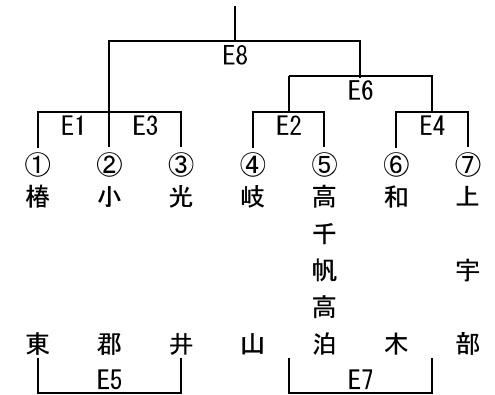 E8
E6
E1
E3
E2
E4
① ② ③ ④ ⑤ ⑥ ⑦
椿東
小郡
光井
岐山
高千帆高泊
和木
上宇部
E5
E7